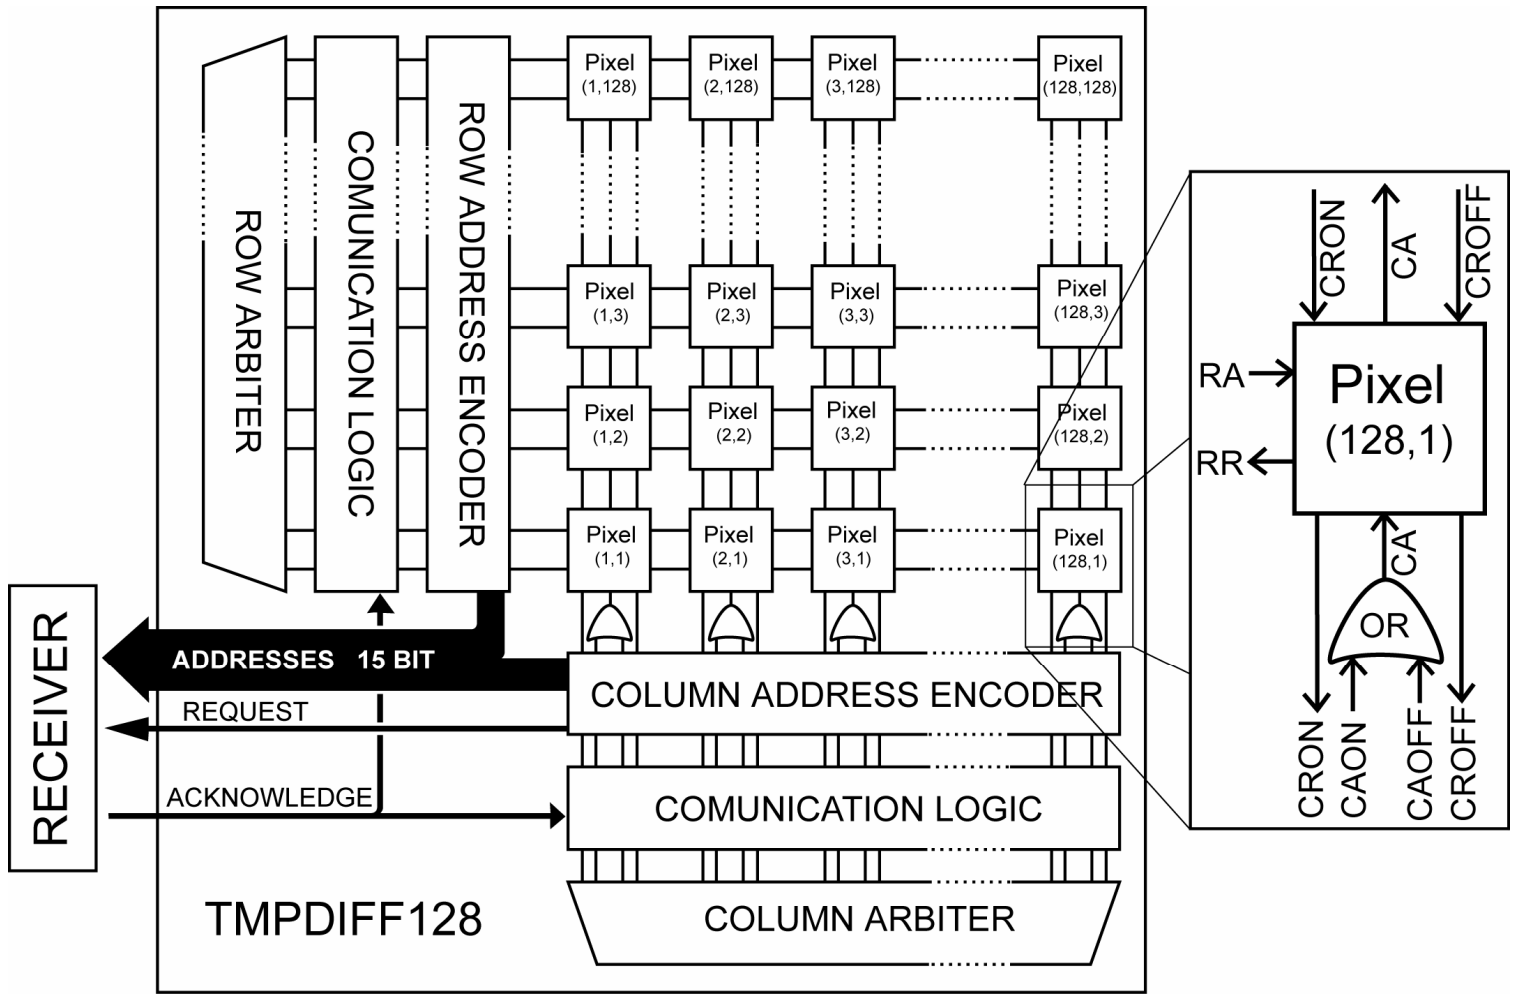 Pixel
(1,128)
Pixel
(2,128)
Pixel
(3,128)
Pixel
(128,128)
ROW ARBITER
COMUNICATION LOGIC
ROW ADDRESS ENCODER
Pixel
(1,3)
Pixel
(2,3)
Pixel
(3,3)
Pixel
(128,3)
Pixel
(1,2)
Pixel
(2,2)
Pixel
(3,2)
Pixel
(128,2)
Pixel
(1,1)
Pixel
(2,1)
Pixel
(3,1)
Pixel
(128,1)
RECEIVER
ADDRESSES 15 BIT
REQUEST
ACKNOWLEDGE
COLUMN ADDRESS ENCODER
COMUNICATION LOGIC
COLUMN ARBITER
TMPDIFF128
CRON
CA
CROFF
RA
RR
Pixel
(128,1)
CA
OR
CRON
CAON
CAOFF
CROFF